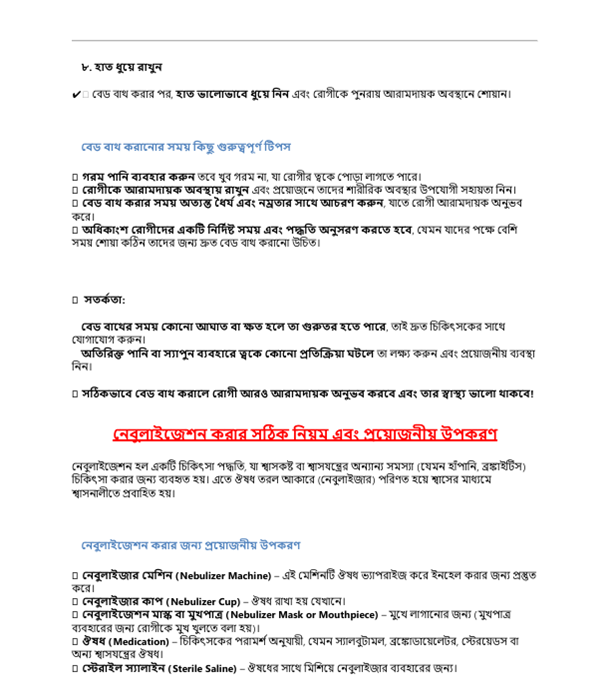 ৮. হাত ধুয়ে রাখুন
✔ বেড বাথ করার পর, হাত ভালোভাবে ধুয়ে নিন এবং রোগীকে পুনরায় আরামদায়ক অবস্থানে শোয়ান।
বেড বাথ করানোর সময় কিছু গুরুত্বপূর্ণ টিপস
গরম পানি ব্যবহার করুন তবে খুব গরম না, যা রোগীর ত্বকে পোড়া লাগতে পারে।
রোগীকে আরামদায়ক অবস্থায় রাখুন এবং প্রয়োজনে তাদের শারীরিক অবস্থার উপযোগী সহায়তা নিন।
বেড বাথ করার সময় অত্যন্ত ধৈর্য এবং নম্রতার সাথে আচরণ করুন, যাতে রোগী আরামদায়ক অনুভব
করে।
অধিকাংশ রোগীদের একটি নির্দিষ্ট সময় এবং পদ্ধতি অনুসরণ করতে হবে, যেমন যাদের পক্ষে বেশি
সময় শোয়া কঠিন তাদের জন্য দ্রুত বেড বাথ করানো উচিত।
সতর্কতা:
বেড বাথের সময় কোনো আঘাত বা ক্ষত হলে তা গুরুতর হতে পারে, তাই দ্রুত চিকিৎসকের সাথে
যোগাযোগ করুন।
অতিরিক্ত পানি বা স্যাপুন ব্যবহারে ত্বকে কোনো প্রতিক্রিয়া ঘটলে তা লক্ষ্য করুন এবং প্রয়োজনীয় ব্যবস্থা
নিন।
সঠিকভাবে বেড বাথ করালে রোগী আরও আরামদায়ক অনুভব করবে এবং তার স্বাস্থ্য ভালো থাকবে!
নেবুলাইজেশন করার সঠিক নিয়ম এবং প্রয়োজনীয় উপকরণ
নেবুলাইজেশন হল একটি চিকিৎসা পদ্ধতি, যা শ্বাসকষ্ট বা শ্বাসযন্ত্রের অন্যান্য সমস্যা (যেমন হাঁপানি, ব্রঙ্কাইটিস)
চিকিৎসা করার জন্য ব্যবহৃত হয়। এতে ঔষধ তরল আকারে (নেবুলাইজার) পরিণত হয়ে শ্বাসের মাধ্যমে
শ্বাসনালীতে প্রবাহিত হয়।
নেবুলাইজেশন করার জন্য প্রয়োজনীয় উপকরণ
নেবুলাইজার মেশিন (Nebulizer Machine) – এই মেশিনটি ঔষধ ভ্যাপরাইজ করে ইনহেল করার জন্য প্রস্তুত
করে।
নেবুলাইজার কাপ (Nebulizer Cup) – ঔষধ রাখা হয় যেখানে।
নেবুলাইজেশন মাস্ক বা মুখপাত্র (Nebulizer Mask or Mouthpiece) – মুখে লাগানোর জন্য (মুখপাত্র
ব্যবহারের জন্য রোগীকে মুখ খুলতে বলা হয়)।
ঔষধ (Medication) – চিকিৎসকের পরামর্শ অনুযায়ী, যেমন স্যালবুটামল, ব্রঙ্কোডায়েলেটর, স্টেরয়েডস বা
অন্য শ্বাসযন্ত্রের ঔষধ।
স্টেরাইল স্যালাইন (Sterile Saline) – ঔষধের সাথে মিশিয়ে নেবুলাইজার ব্যবহারের জন্য।